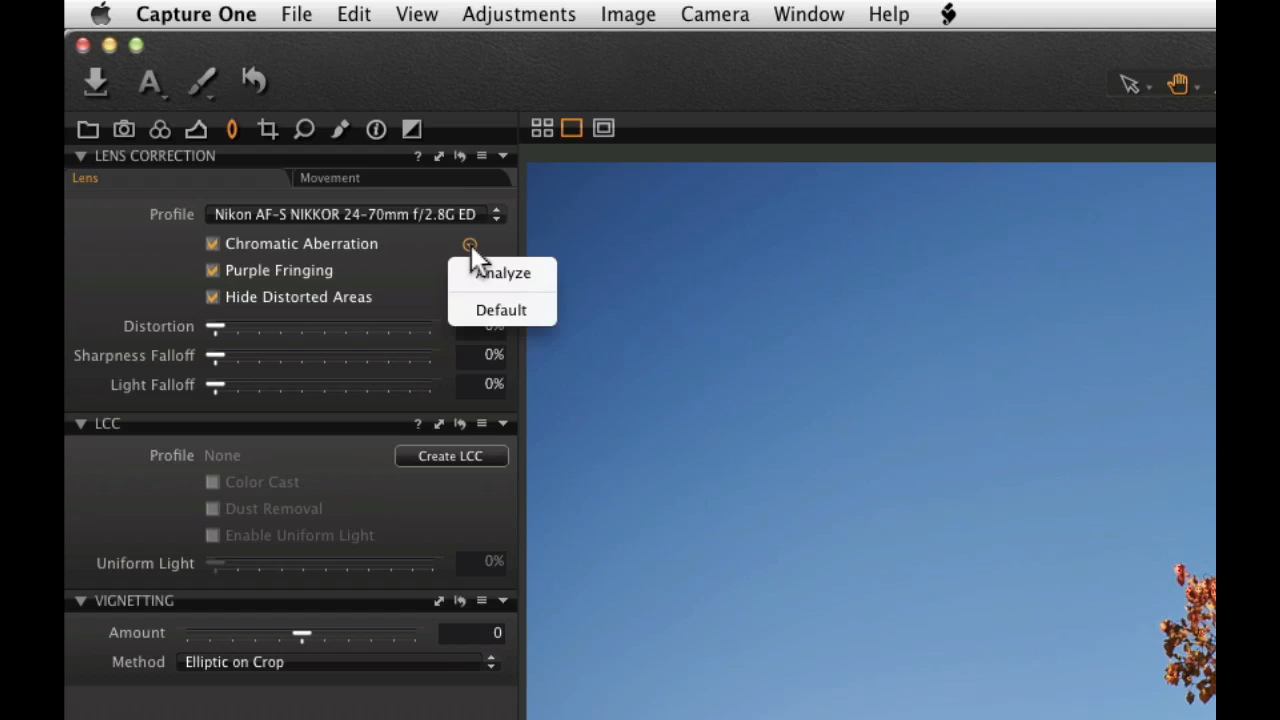 Capture One File Edit View Adjustments Image Camera Window Help
A
LENS CORRECTION ?
Lens Movement
Profile Nikon AF-S NIKKOR 24-70mm f/2.8G ED
Chromatic Aberration
Analyze
Purple Fringing
Hide Distorted Areas
Default
Distortion 0%
Sharpness Falloff 0%
Light Falloff 0%
LCC ?
Profile None Create LCC
Color Cast
Dust Removal
Enable Uniform Light
Uniform Light 0%
VIGNETTING
Amount 0
Method Elliptic on Crop